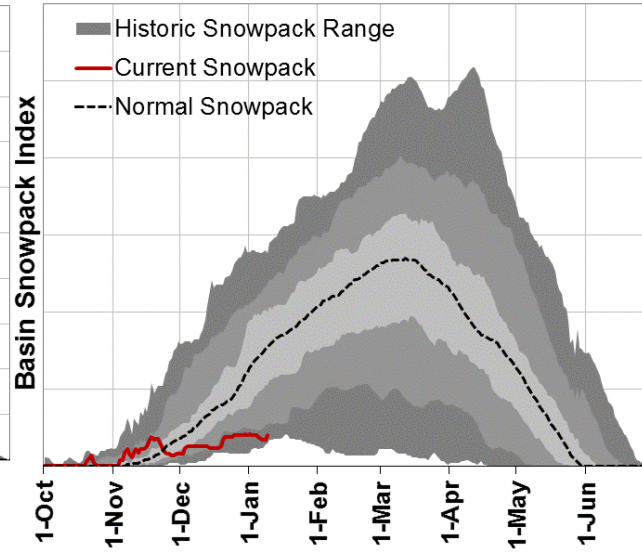 Historic Snowpack Range
Current Snowpack
Normal Snowpack
Basin Snowpack Index
1-Oct
1-Nov
1-Dec
1-Jan
1-Feb
1-Mar
1-Apr
1-May
1-Jun